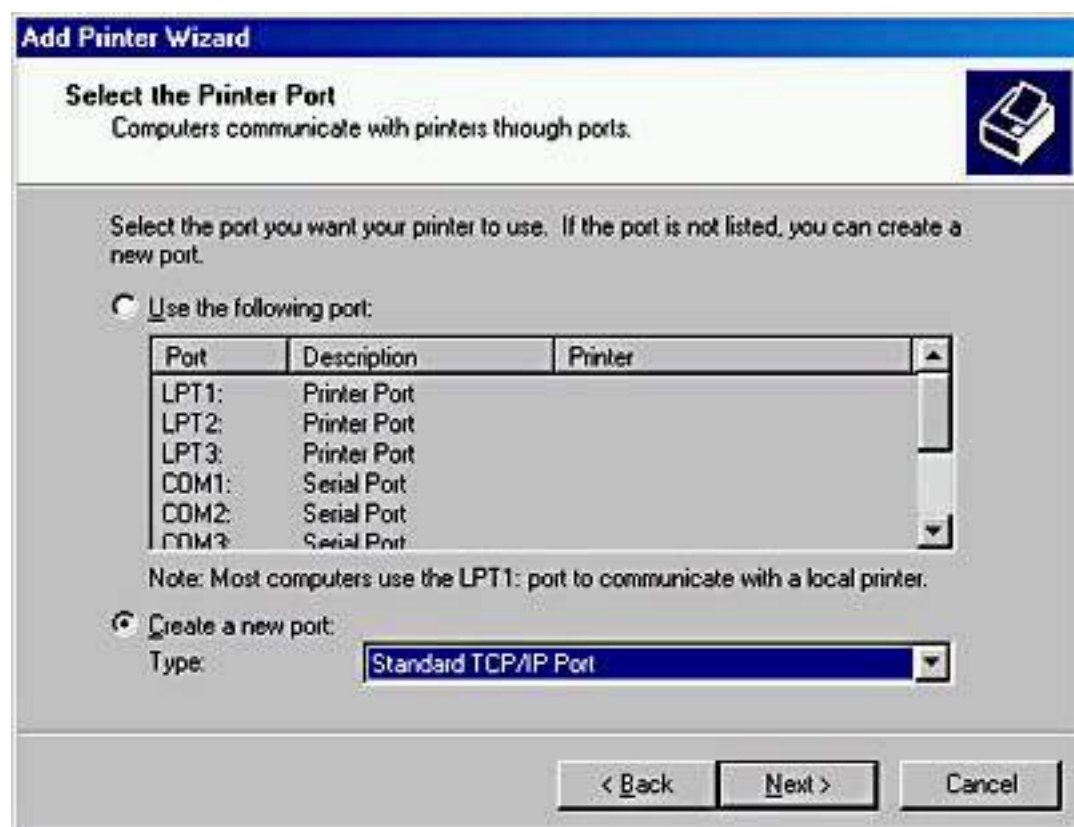 Add Printer Wizard
Select the Printer Port
Computers communicate with printers through ports.
Select the port you want your printer to use. If the port is not listed, you can create a
new port.
Use the following port:
Port Description Printer
LPT1: Printer Port
LPT2: Printer Port
LPT3: Printer Port
COM1: Serial Port
COM2: Serial Port
COM3: Serial Port
Note: Most computers use the LPT1: port to communicate with a local printer.
Create a new port:
Type: Standard TCP/IP Port
< Back Next > Cancel